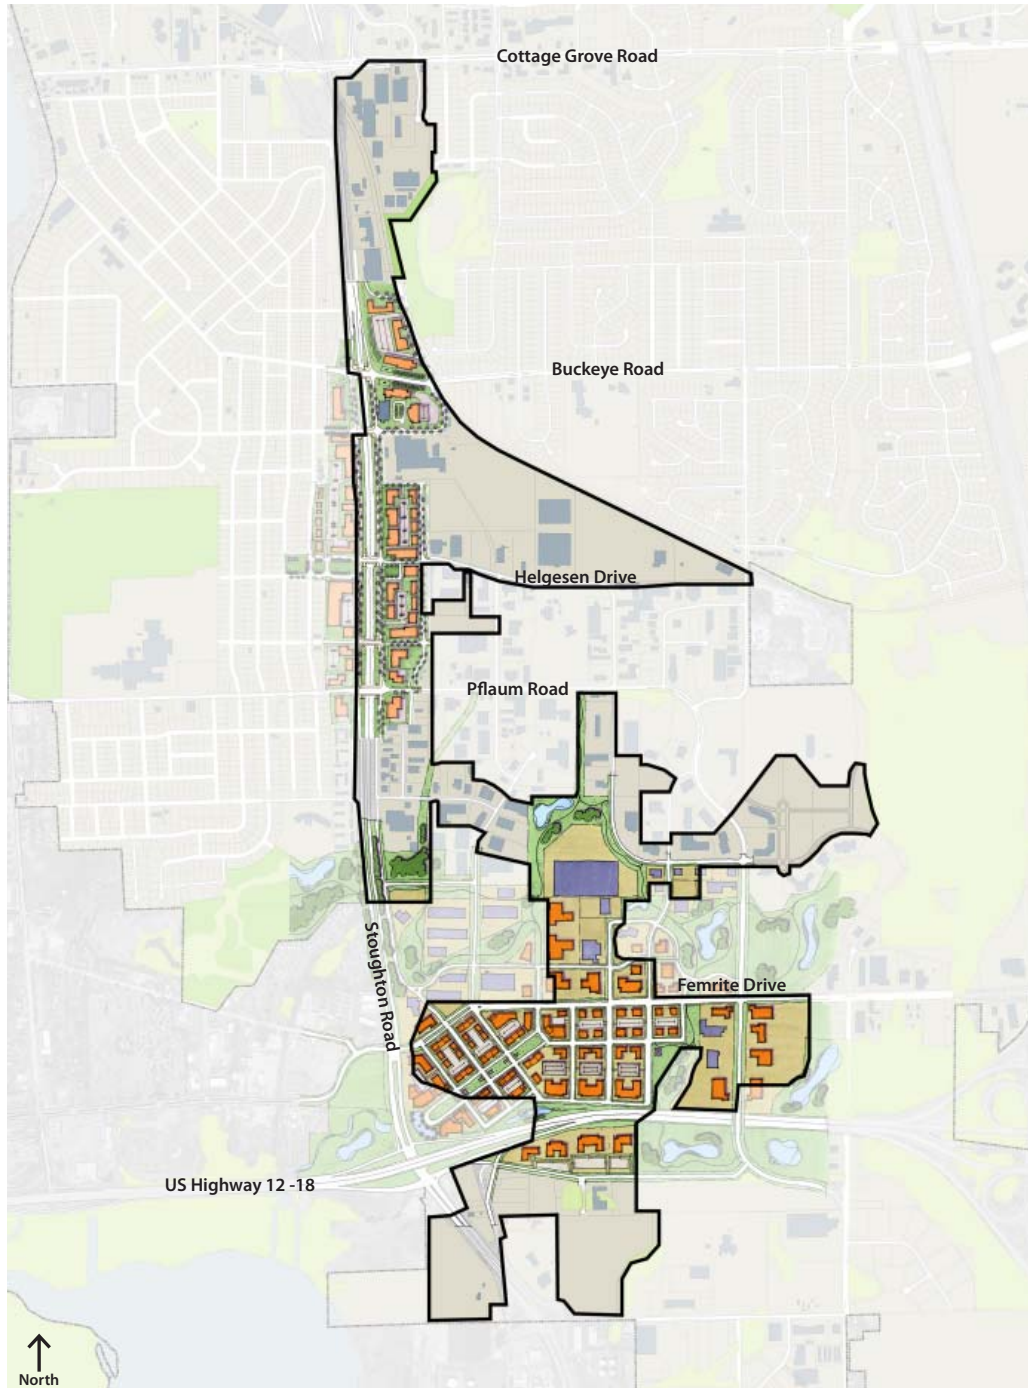 Cottage Grove Road
Buckeye Road
Helgesen Drive
Pflaum Road
Stoughton Road
Femrite Drive
US Highway 12 -18
North